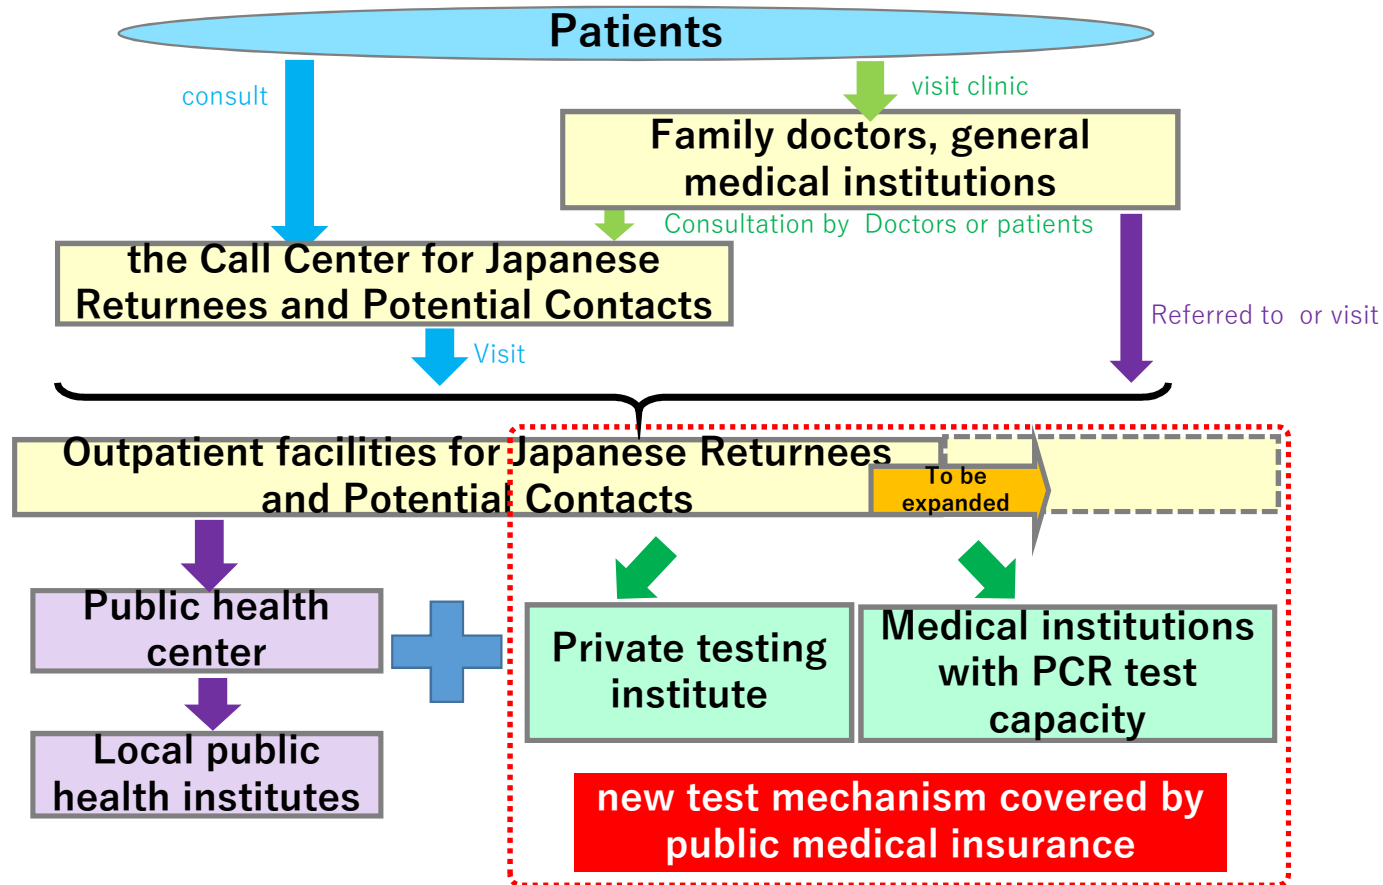 Patients
consult
visit clinic
Family doctors, general
medical institutions
Consultation by Doctors or patients
the Call Center for Japanese
Returnees and Potential Contacts
Referred to or visit
Visit
Outpatient facilities for Japanese Returnees
and Potential Contacts
To be
expanded
Public health
center
Private testing
institute
Medical institutions
with PCR test
capacity
Local public
health institutes
new test mechanism covered by
public medical insurance